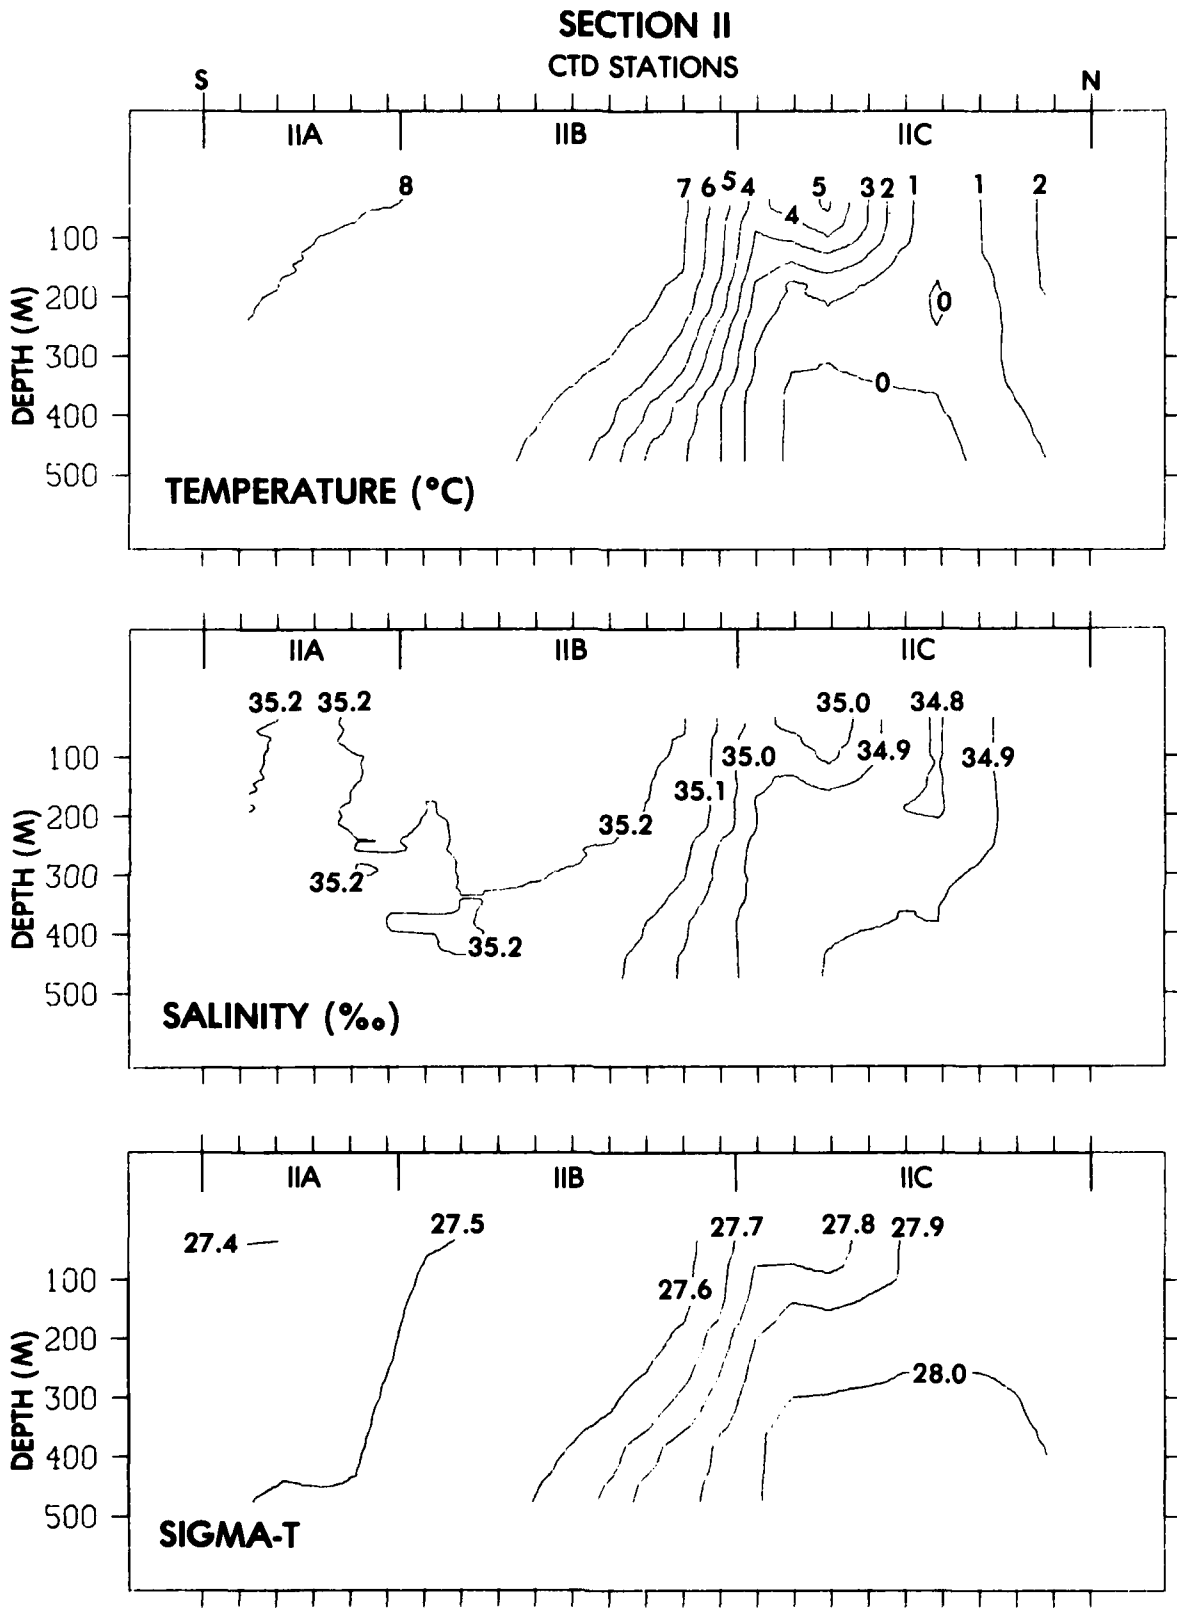 SECTION II
CTD STATIONS
S N
IIA IIB IIC
8 7 6 5 4 5 3 2 1 1 2
4
100
200
0
300
0
400
500
DEPTH (M)
TEMPERATURE (°C)
IIA IIB IIC
35.2 35.2 35.0 34.8
100
35.0 34.9 34.9
35.1
200
35.2
300
35.2
400
35.2
500
DEPTH (M)
SALINITY (‰)
IIA IIB IIC
27.4 27.5 27.7 27.8 27.9
100
27.6
200
300
28.0
400
500
DEPTH (M)
SIGMA-T